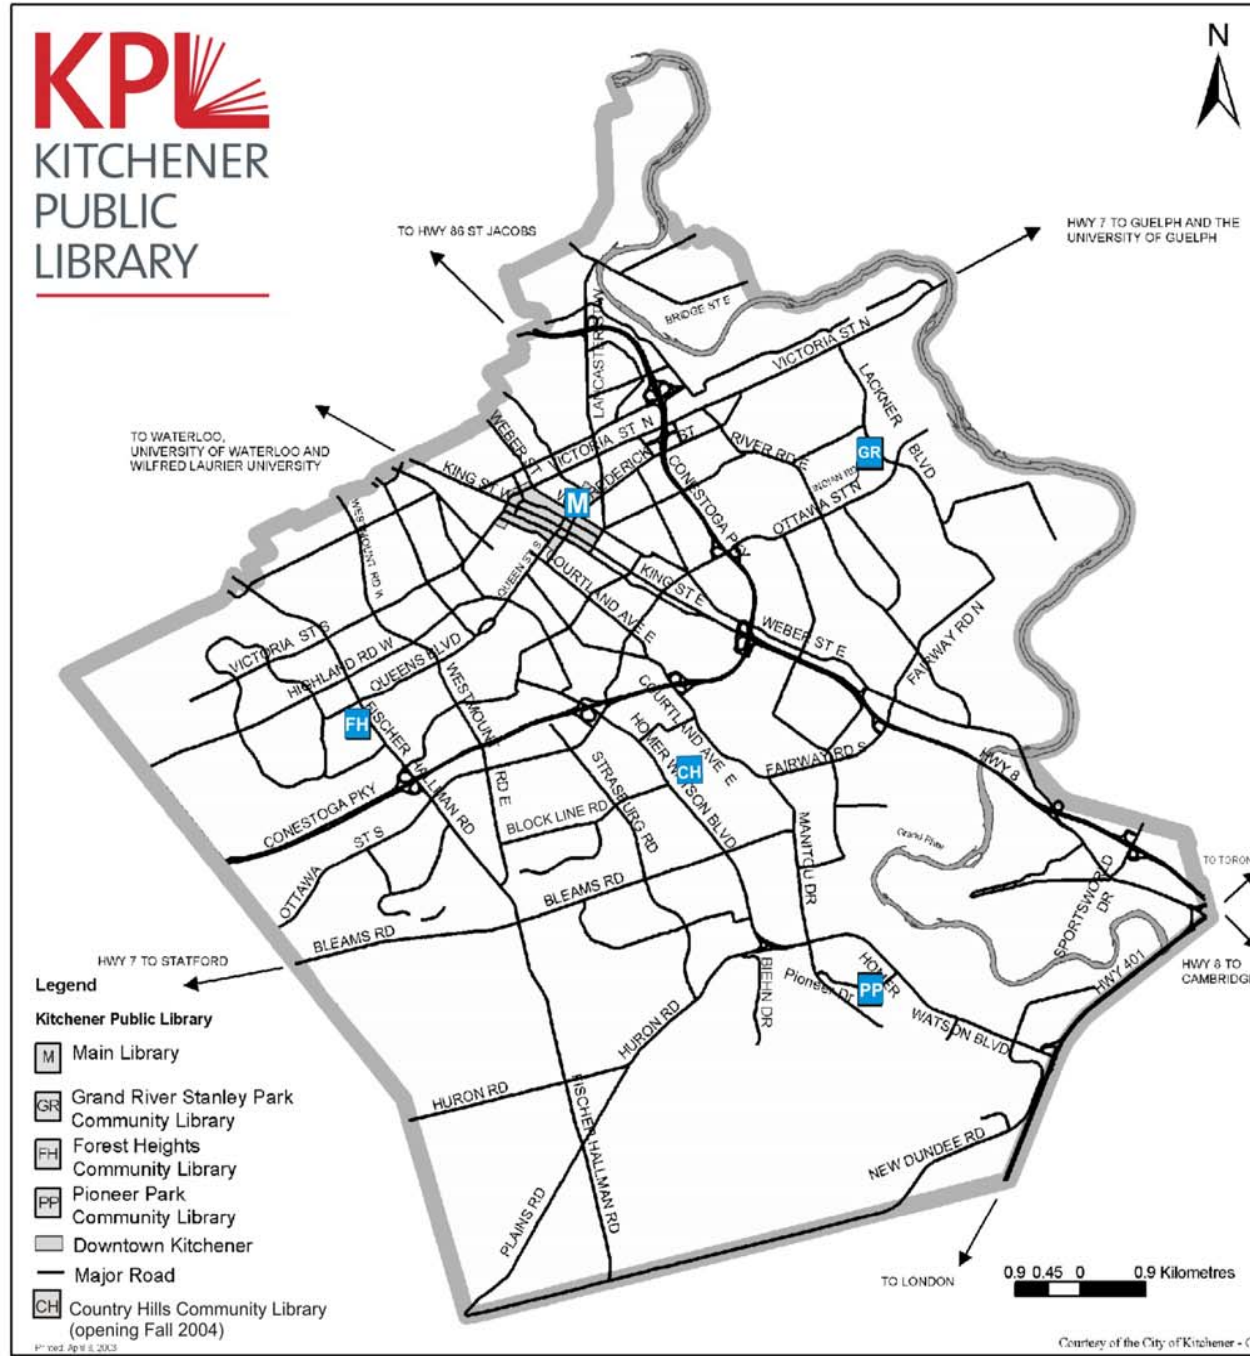 KPL
KITCHENER
PUBLIC
LIBRARY
N
TO HWY 86 ST JACOBS
HWY 7 TO GUELPH AND THE
UNIVERSITY OF GUELPH
BRIDGE ST E
LANCASTER ST W
VICTORIA ST N
LACKNER
BLVD
TO WATERLOO,
UNIVERSITY OF WATERLOO AND
WILFRED LAURIER UNIVERSITY
WEBER ST
VICTORIA ST N
ST
RIVER RD E
GR
KING ST W
CONESTOGA PKY
INDIAN RD
OTTAWA ST N
M
QUEEN ST S
COURTLAND AVE E
KING ST E
WEBER ST E
FAIRWAY RD N
VICTORIA ST S
HIGHLAND RD W
QUEENS BLVD
WESTMOUNT
RD E
FH
FISCHER HALLMAN RD
COURTLAND AVE E
HOMER WATSON BLVD
CH
FAIRWAY RD S
HWY 8
CONESTOGA PKY
STRASBURG RD
BLOCK LINE RD
MANITOU DR
Grand River
OTTAWA
ST S
BLEAMS RD
BLEAMS RD
SPORTSWORLD
DR
HWY 401
HWY 8 TO
HWY 7 TO STATFORD
BIEHN DR
Pioneer Dr
PP
HOMER
WATSON BLVD
HURON RD
HURON RD
FISCHER HALLMAN RD
NEW DUNDEE RD
PLAINS RD
TO LONDON
Legend
Kitchener Public Library
M Main Library
GR Grand River Stanley Park
Community Library
FH Forest Heights
Community Library
PP Pioneer Park
Community Library
Downtown Kitchener
Major Road
CH Country Hills Community Library
(opening Fall 2004)
Printed: April 8, 2003
0.9 0.45 0 0.9 Kilometres
Courtesy of the City of Kitchener -